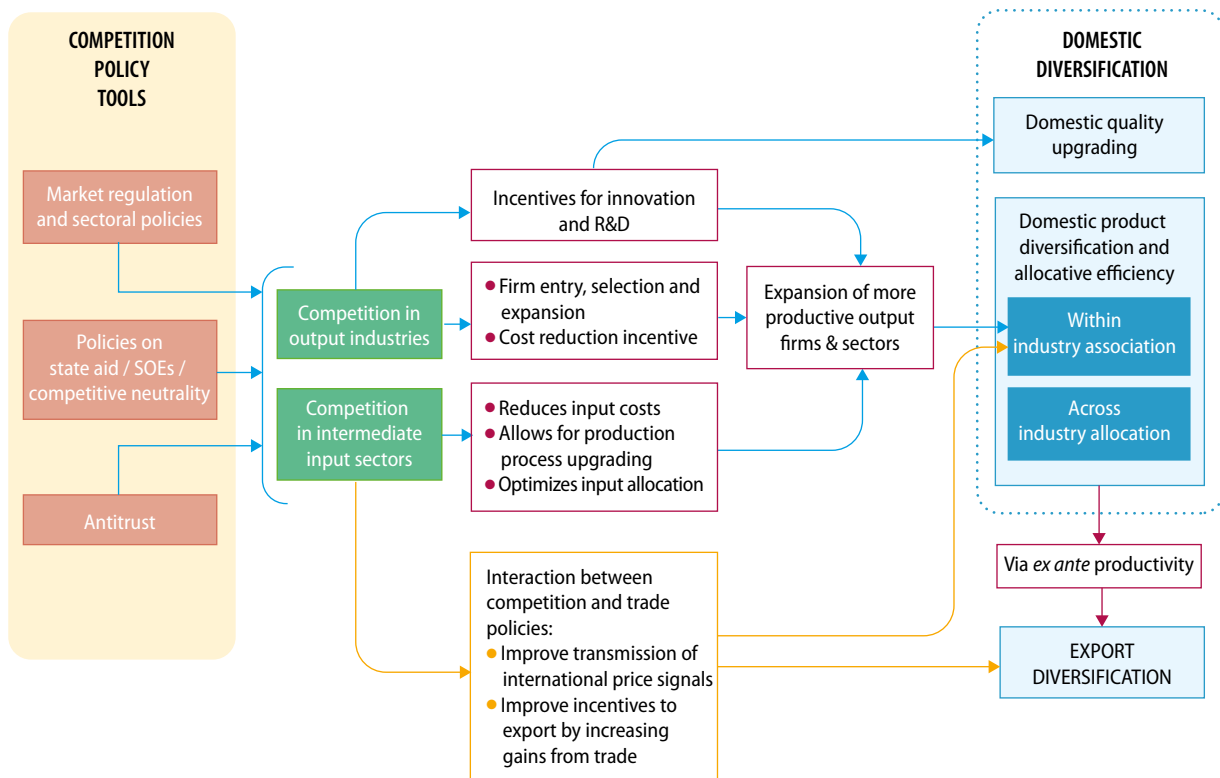 COMPETITION
POLICY
TOOLS
Market regulation
and sectoral policies
Policies on
state aid / SOEs /
competitive neutrality
Antitrust
Competition in
output industries
Competition
in intermediate
input sectors
Incentives for innovation
and R&D
• Firm entry, selection and
expansion
• Cost reduction incentive
• Reduces input costs
• Allows for production
process upgrading
• Optimizes input allocation
Interaction between
competition and trade
policies:
• Improve transmission of
international price signals
• Improve incentives to
export by increasing
gains from trade
Expansion of more
productive output
firms & sectors
DOMESTIC
DIVERSIFICATION
Domestic quality
upgrading
Domestic product
diversification and
allocative efficiency
Within
industry association
Across
industry allocation
Via ex ante productivity
EXPORT
DIVERSIFICATION